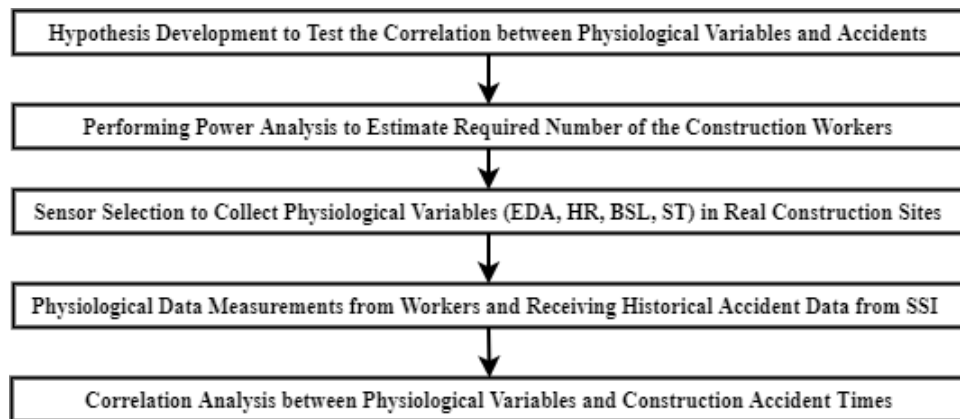 Hypothesis Development to Test the Correlation between Physiological Variables and Accidents
Performing Power Analysis to Estimate Required Number of the Construction Workers
Sensor Selection to Collect Physiological Variables (EDA, HR, BSL, ST) in Real Construction Sites
Physiological Data Measurements from Workers and Receiving Historical Accident Data from SSI
Correlation Analysis between Physiological Variables and Construction Accident Times